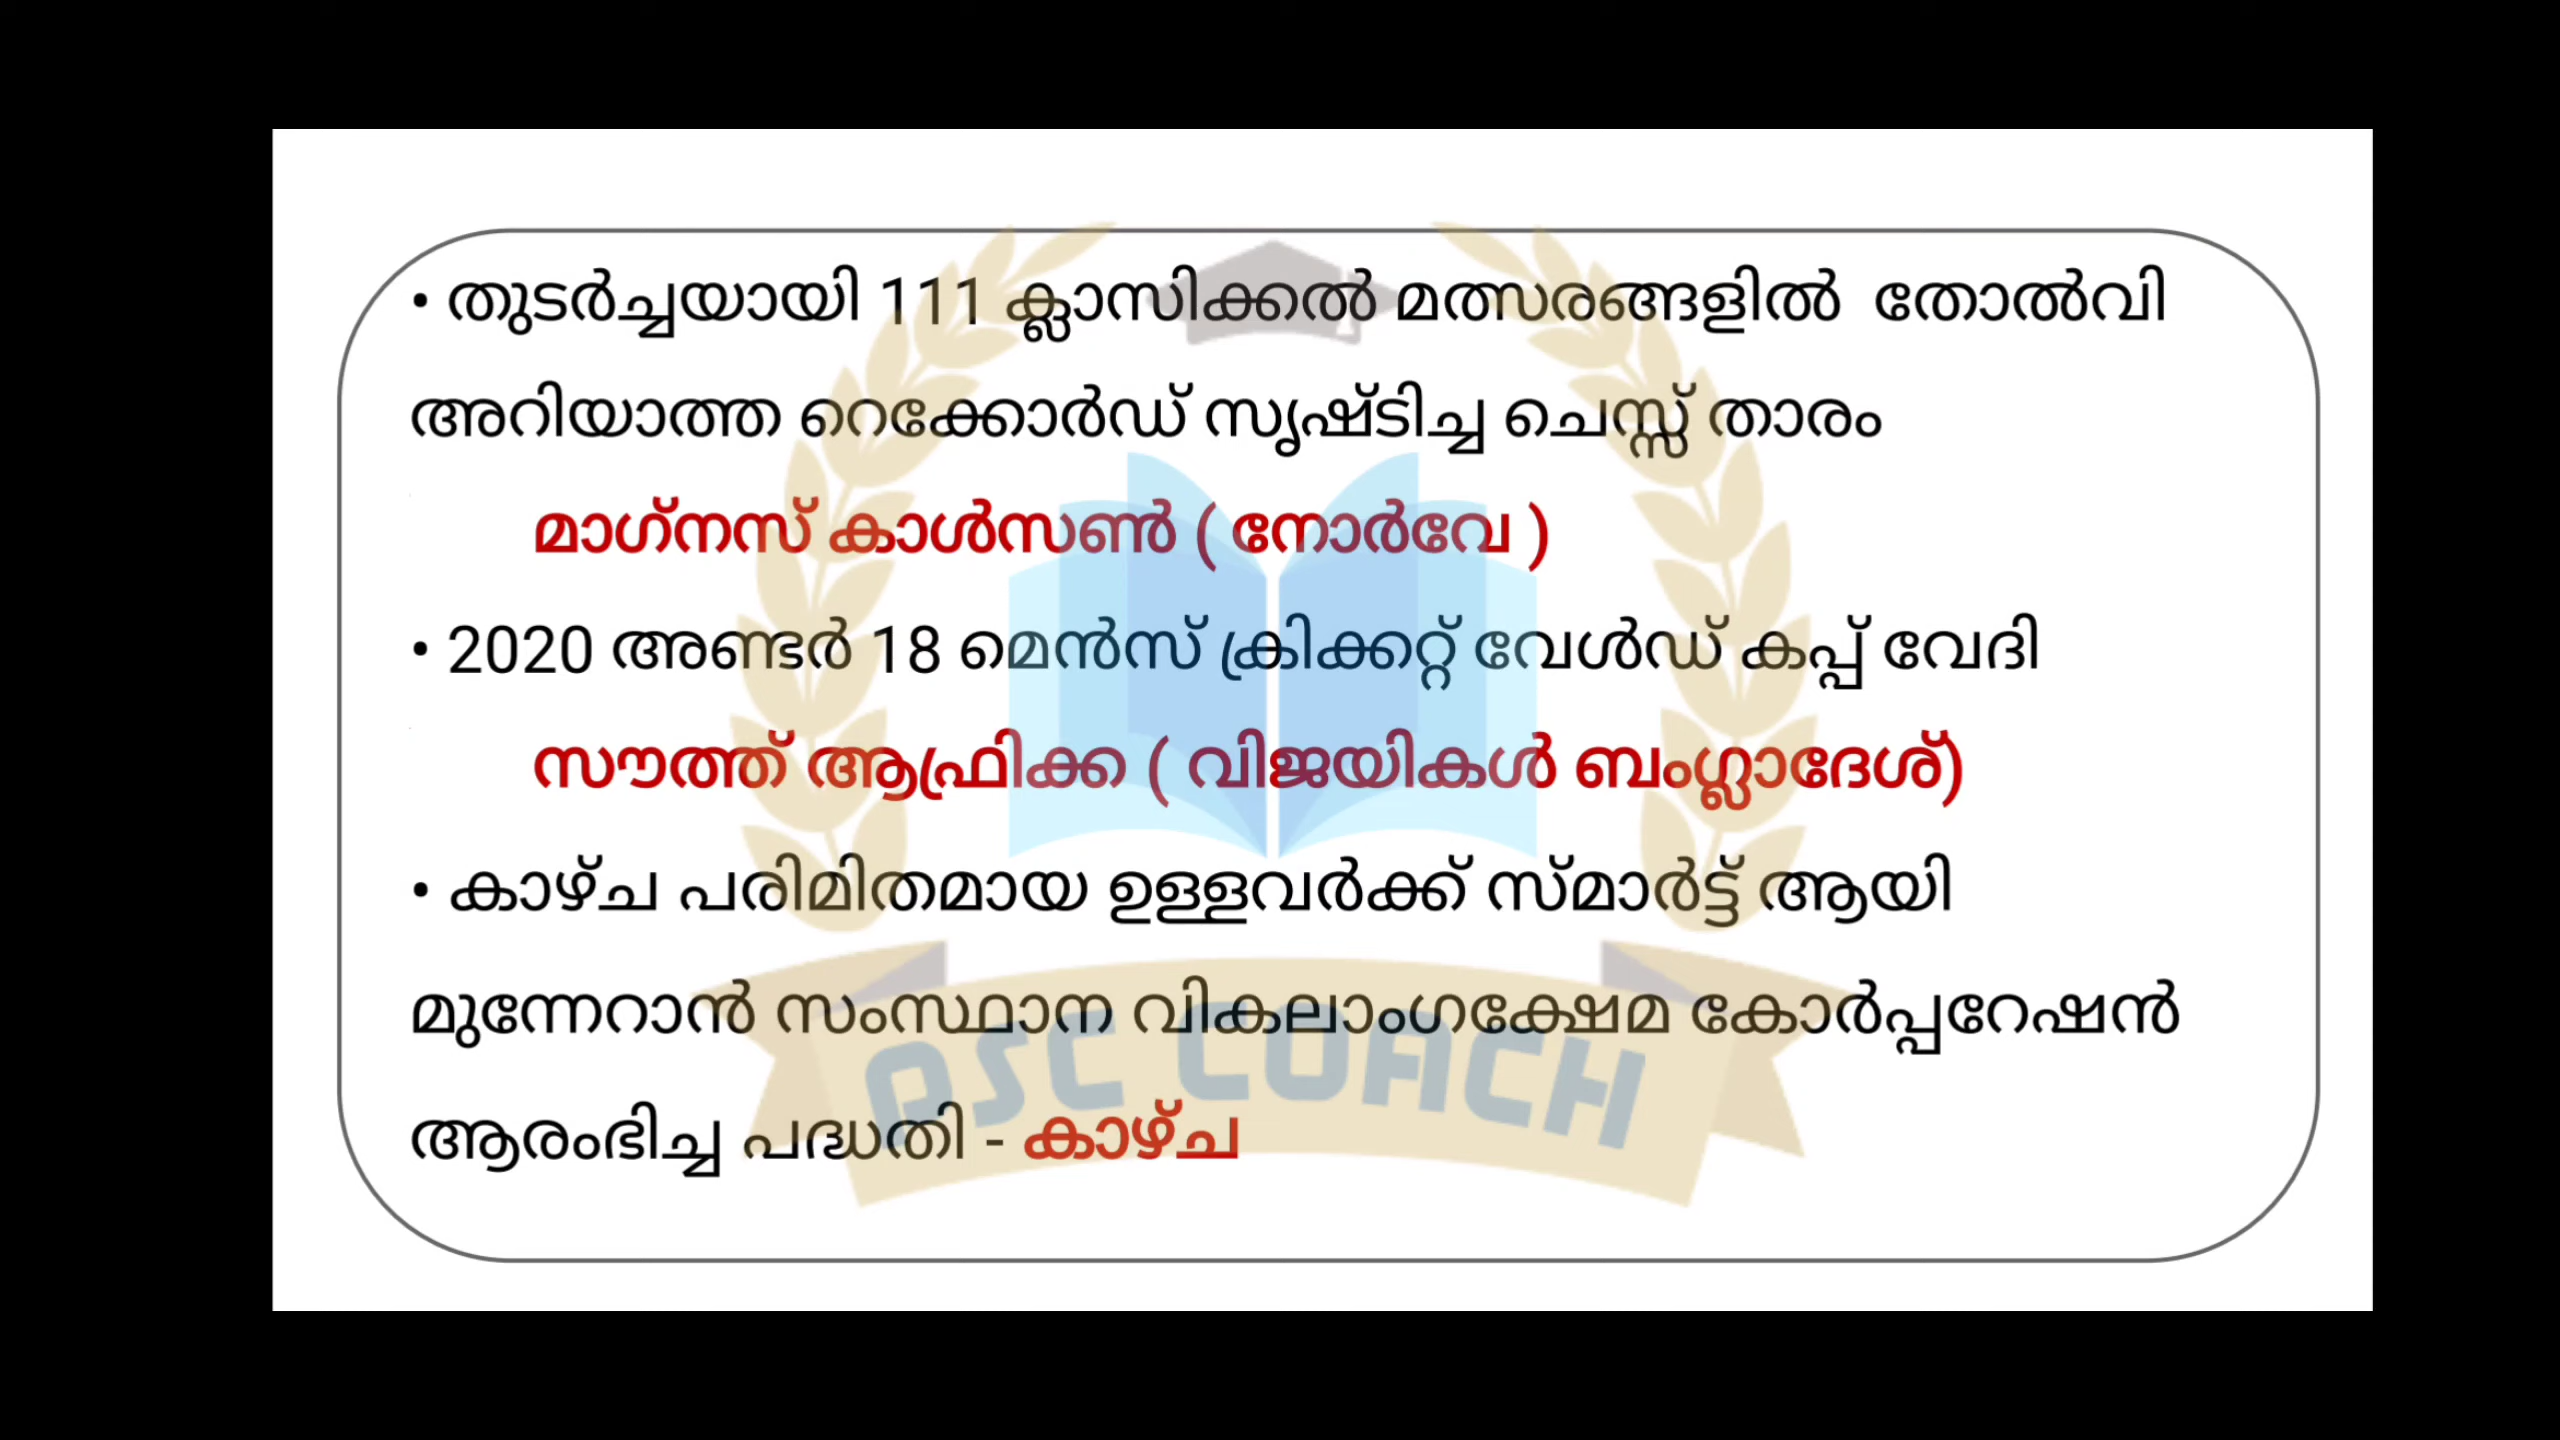 • തുടർച്ചയായി 111 ക്ലാസിക്കൽ മത്സരങ്ങളിൽ തോൽവി
അറിയാത്ത റെക്കോർഡ് സൃഷ്ടിച്ച ചെസ്സ് താരം
മാഗ്നസ് കാൾസൺ ( നോർവേ )
• 2020 അണ്ടർ 18 മെൻസ് ക്രിക്കറ്റ് വേൾഡ് കപ്പ് വേദി
സൗത്ത് ആഫ്രിക്ക ( വിജയികൾ ബംഗ്ലാദേശ്)
• കാഴ്ച പരിമിതമായ ഉള്ളവർക്ക് സ്മാർട്ട് ആയി
മുന്നേറാൻ സംസ്ഥാന വികലാംഗക്ഷേമ കോർപ്പറേഷൻ
ആരംഭിച്ച പദ്ധതി - കാഴ്ച
PSC COACH